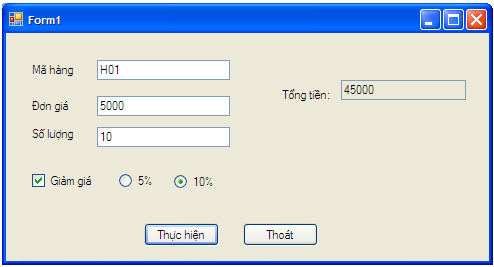 Form1
Mã hàng H01
Đơn giá 5000
Số lượng 10
Tổng tiền: 45000
Giảm giá 5% 10%
Thực hiện Thoát